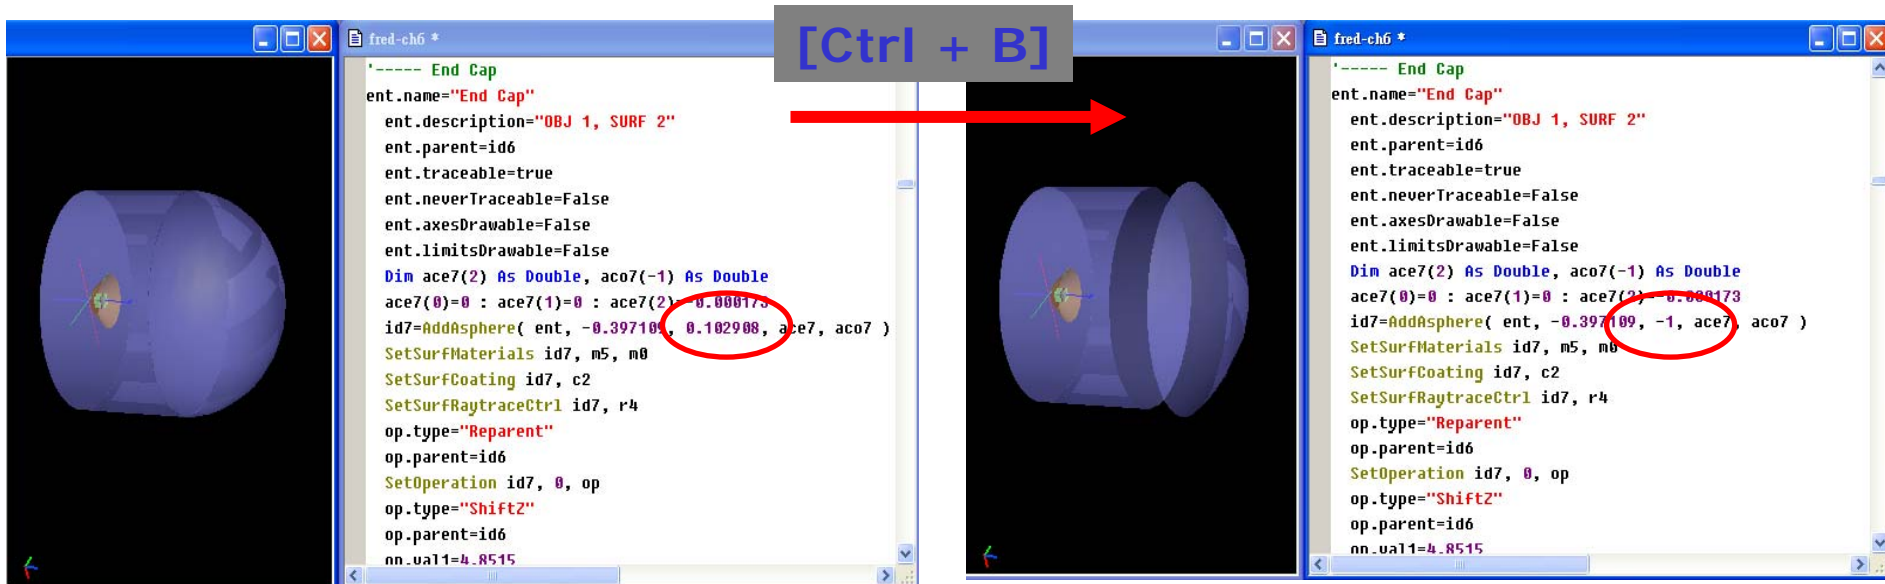 [Ctrl + B]
fred-ch6 *
'----- End Cap
ent.name="End Cap"
ent.description="OBJ 1, SURF 2"
ent.parent=id6
ent.traceable=true
ent.neverTraceable=False
ent.axesDrawable=False
ent.limitsDrawable=False
Dim ace7(2) As Double, aco7(-1) As Double
ace7(0)=0 : ace7(1)=0 : ace7(2)=-0.000173
id7=AddAsphere( ent, -0.397109, 0.102908, ace7, aco7 )
SetSurfMaterials id7, m5, m0
SetSurfCoating id7, c2
SetSurfRaytraceCtrl id7, r4
op.type="Reparent"
op.parent=id6
SetOperation id7, 0, op
op.type="ShiftZ"
op.parent=id6
op.val1=4.8515
fred-ch6 *
'----- End Cap
ent.name="End Cap"
ent.description="OBJ 1, SURF 2"
ent.parent=id6
ent.traceable=true
ent.neverTraceable=False
ent.axesDrawable=False
ent.limitsDrawable=False
Dim ace7(2) As Double, aco7(-1) As Double
ace7(0)=0 : ace7(1)=0 : ace7(2)=-0.000173
id7=AddAsphere( ent, -0.397109, -1, ace7, aco7 )
SetSurfMaterials id7, m5, m0
SetSurfCoating id7, c2
SetSurfRaytraceCtrl id7, r4
op.type="Reparent"
op.parent=id6
SetOperation id7, 0, op
op.type="ShiftZ"
op.parent=id6
op.val1=4.8515